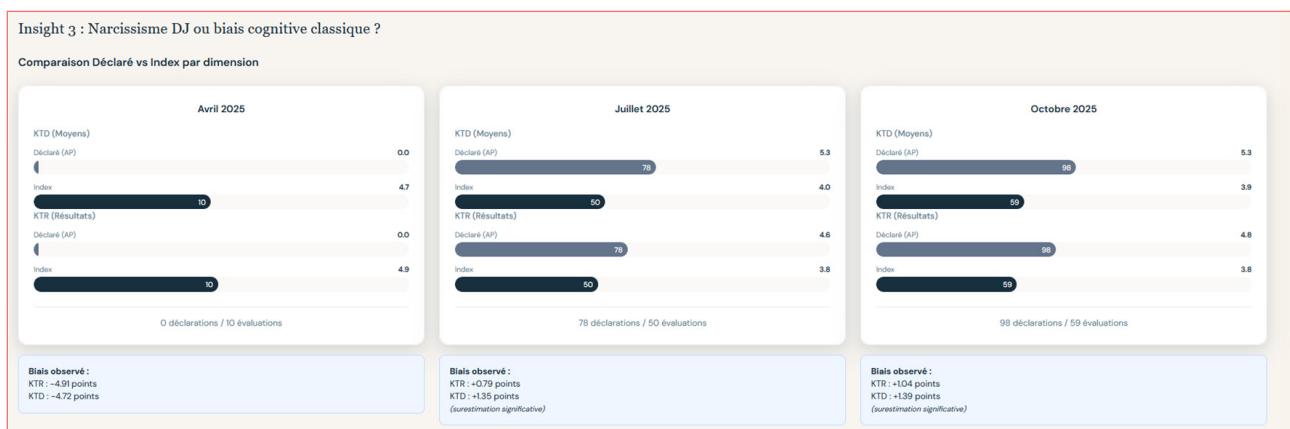 Insight 3 : Narcissisme DJ ou biais cognitive classique ?
Comparaison Déclaré vs Index par dimension
Avril 2025
KTD (Moyens)
Déclaré (AP) 0.0
Index 4.7
10
KTR (Résultats)
Déclaré (AP) 0.0
Index 4.9
10
0 déclarations / 10 évaluations
Biais observé :
KTR : -4.91 points
KTD : -4.72 points
Juillet 2025
KTD (Moyens)
Déclaré (AP) 5.3
78
Index 4.0
50
KTR (Résultats)
Déclaré (AP) 4.6
78
Index 3.8
50
78 déclarations / 50 évaluations
Biais observé :
KTR : +0.79 points
KTD : +1.35 points
(surestimation significative)
Octobre 2025
KTD (Moyens)
Déclaré (AP) 5.3
98
Index 3.9
59
KTR (Résultats)
Déclaré (AP) 4.8
98
Index 3.8
59
98 déclarations / 59 évaluations
Biais observé :
KTR : +1.04 points
KTD : +1.39 points
(surestimation significative)